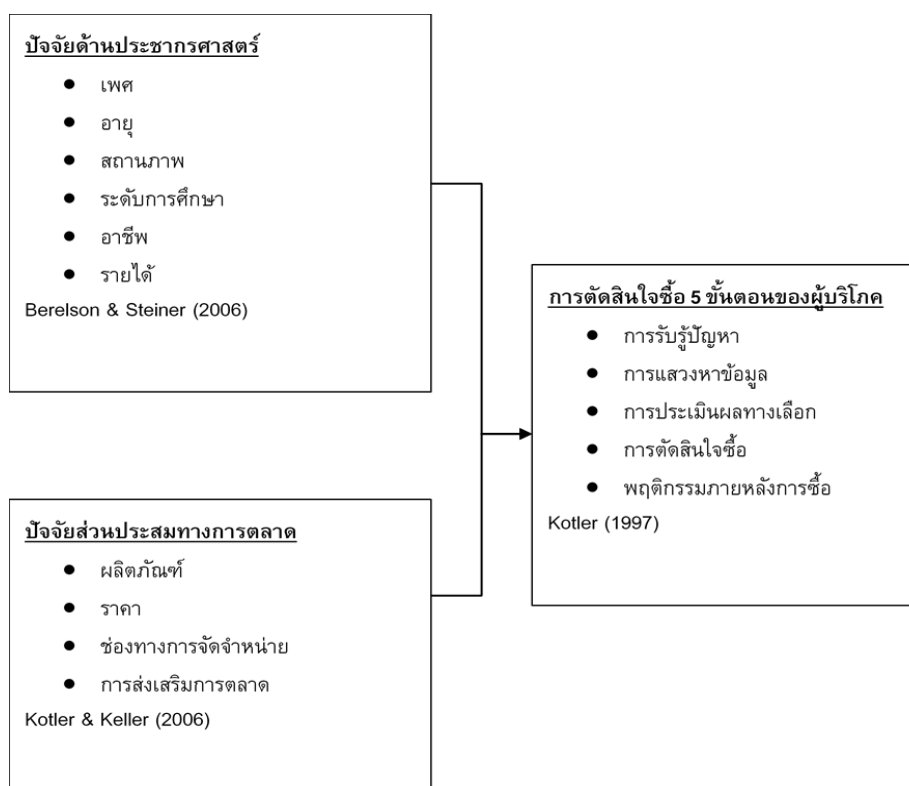 ปัจจัยด้านประชากรศาสตร์
● เพศ
● อายุ
● สถานภาพ
● ระดับการศึกษา
● อาชีพ
● รายได้
Berelson & Steiner (2006)
ปัจจัยส่วนประสมทางการตลาด
● ผลิตภัณฑ์
● ราคา
● ช่องทางการจัดจำหน่าย
● การส่งเสริมการตลาด
Kotler & Keller (2006)
การตัดสินใจซื้อ 5 ขั้นตอนของผู้บริโภค
● การรับรู้ปัญหา
● การแสวงหาข้อมูล
● การประเมินผลทางเลือก
● การตัดสินใจซื้อ
● พฤติกรรมภายหลังการซื้อ
Kotler (1997)